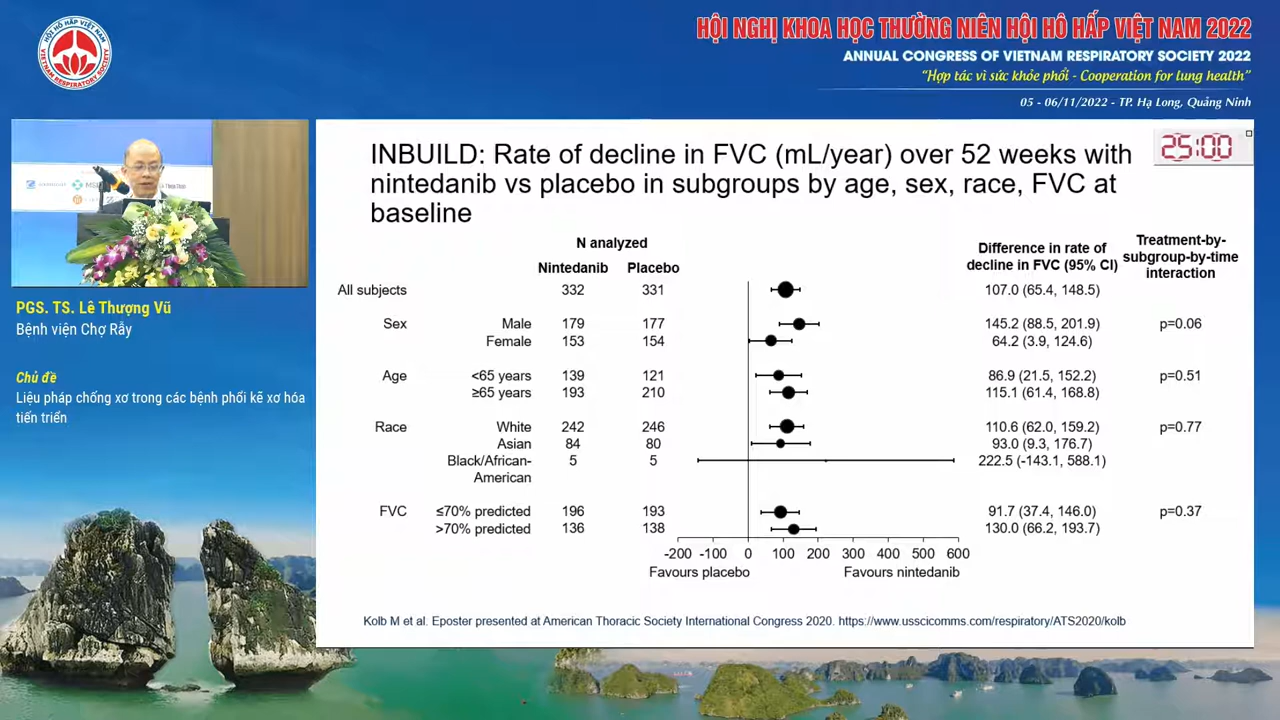 HỘI HÔ HẤP VIỆT NAM
VIETNAM RESPIRATORY SOCIETY
HỘI NGHỊ KHOA HỌC THƯỜNG NIÊN HỘI HÔ HẤP VIỆT NAM 2022
ANNUAL CONGRESS OF VIETNAM RESPIRATORY SOCIETY 2022
“Hợp tác vì sức khỏe phổi - Cooperation for lung health”
05 - 06/11/2022 - TP. Hạ Long, Quảng Ninh
PGS. TS. Lê Thượng Vũ
Bệnh viện Chợ Rẫy
Chủ đề
Liệu pháp chống xơ trong các bệnh phổi kẽ xơ hóa
tiến triển
25:00
INBUILD: Rate of decline in FVC (mL/year) over 52 weeks with
nintedanib vs placebo in subgroups by age, sex, race, FVC at
baseline
N analyzed
Nintedanib Placebo
Difference in rate of
decline in FVC (95% CI)
Treatment-by-
subgroup-by-time
interaction
All subjects 332 331 107.0 (65.4, 148.5)
Sex Male 179 177 145.2 (88.5, 201.9) p=0.06
Female 153 154 64.2 (3.9, 124.6)
Age <65 years 139 121 86.9 (21.5, 152.2) p=0.51
≥65 years 193 210 115.1 (61.4, 168.8)
Race White 242 246 110.6 (62.0, 159.2) p=0.77
Asian 84 80 93.0 (9.3, 176.7)
Black/African- 5 5 222.5 (-143.1, 588.1)
American
FVC ≤70% predicted 196 193 91.7 (37.4, 146.0) p=0.37
>70% predicted 136 138 130.0 (66.2, 193.7)
-200 -100 0 100 200 300 400 500 600
Favours placebo Favours nintedanib
Kolb M et al. Eposter presented at American Thoracic Society International Congress 2020. https://www.usscicomms.com/respiratory/ATS2020/kolb